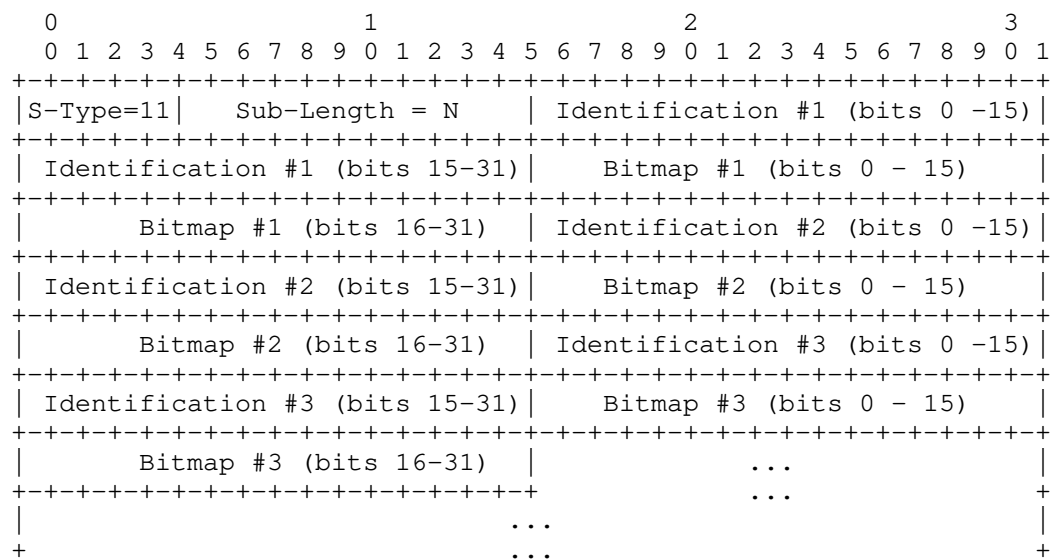 0                   1                   2                   3
0 1 2 3 4 5 6 7 8 9 0 1 2 3 4 5 6 7 8 9 0 1 2 3 4 5 6 7 8 9 0 1
+-+-+-+-+-+-+-+-+-+-+-+-+-+-+-+-+-+-+-+-+-+-+-+-+-+-+-+-+-+-+-+-+
|S-Type=11|   Sub-Length = N    | Identification #1 (bits 0 -15)|
+-+-+-+-+-+-+-+-+-+-+-+-+-+-+-+-+-+-+-+-+-+-+-+-+-+-+-+-+-+-+-+-+
| Identification #1 (bits 15-31)|    Bitmap #1 (bits 0 - 15)    |
+-+-+-+-+-+-+-+-+-+-+-+-+-+-+-+-+-+-+-+-+-+-+-+-+-+-+-+-+-+-+-+-+
|       Bitmap #1 (bits 16-31)  | Identification #2 (bits 0 -15)|
+-+-+-+-+-+-+-+-+-+-+-+-+-+-+-+-+-+-+-+-+-+-+-+-+-+-+-+-+-+-+-+-+
| Identification #2 (bits 15-31)|    Bitmap #2 (bits 0 - 15)    |
+-+-+-+-+-+-+-+-+-+-+-+-+-+-+-+-+-+-+-+-+-+-+-+-+-+-+-+-+-+-+-+-+
|       Bitmap #2 (bits 16-31)  | Identification #3 (bits 0 -15)|
+-+-+-+-+-+-+-+-+-+-+-+-+-+-+-+-+-+-+-+-+-+-+-+-+-+-+-+-+-+-+-+-+
| Identification #3 (bits 15-31)|    Bitmap #3 (bits 0 - 15)    |
+-+-+-+-+-+-+-+-+-+-+-+-+-+-+-+-+-+-+-+-+-+-+-+-+-+-+-+-+-+-+-+-+
|       Bitmap #3 (bits 16-31)  |             ...               |
+-+-+-+-+-+-+-+-+-+-+-+-+-+-+-+-+             ...               +
|                              ...                              |
+                              ...                              +